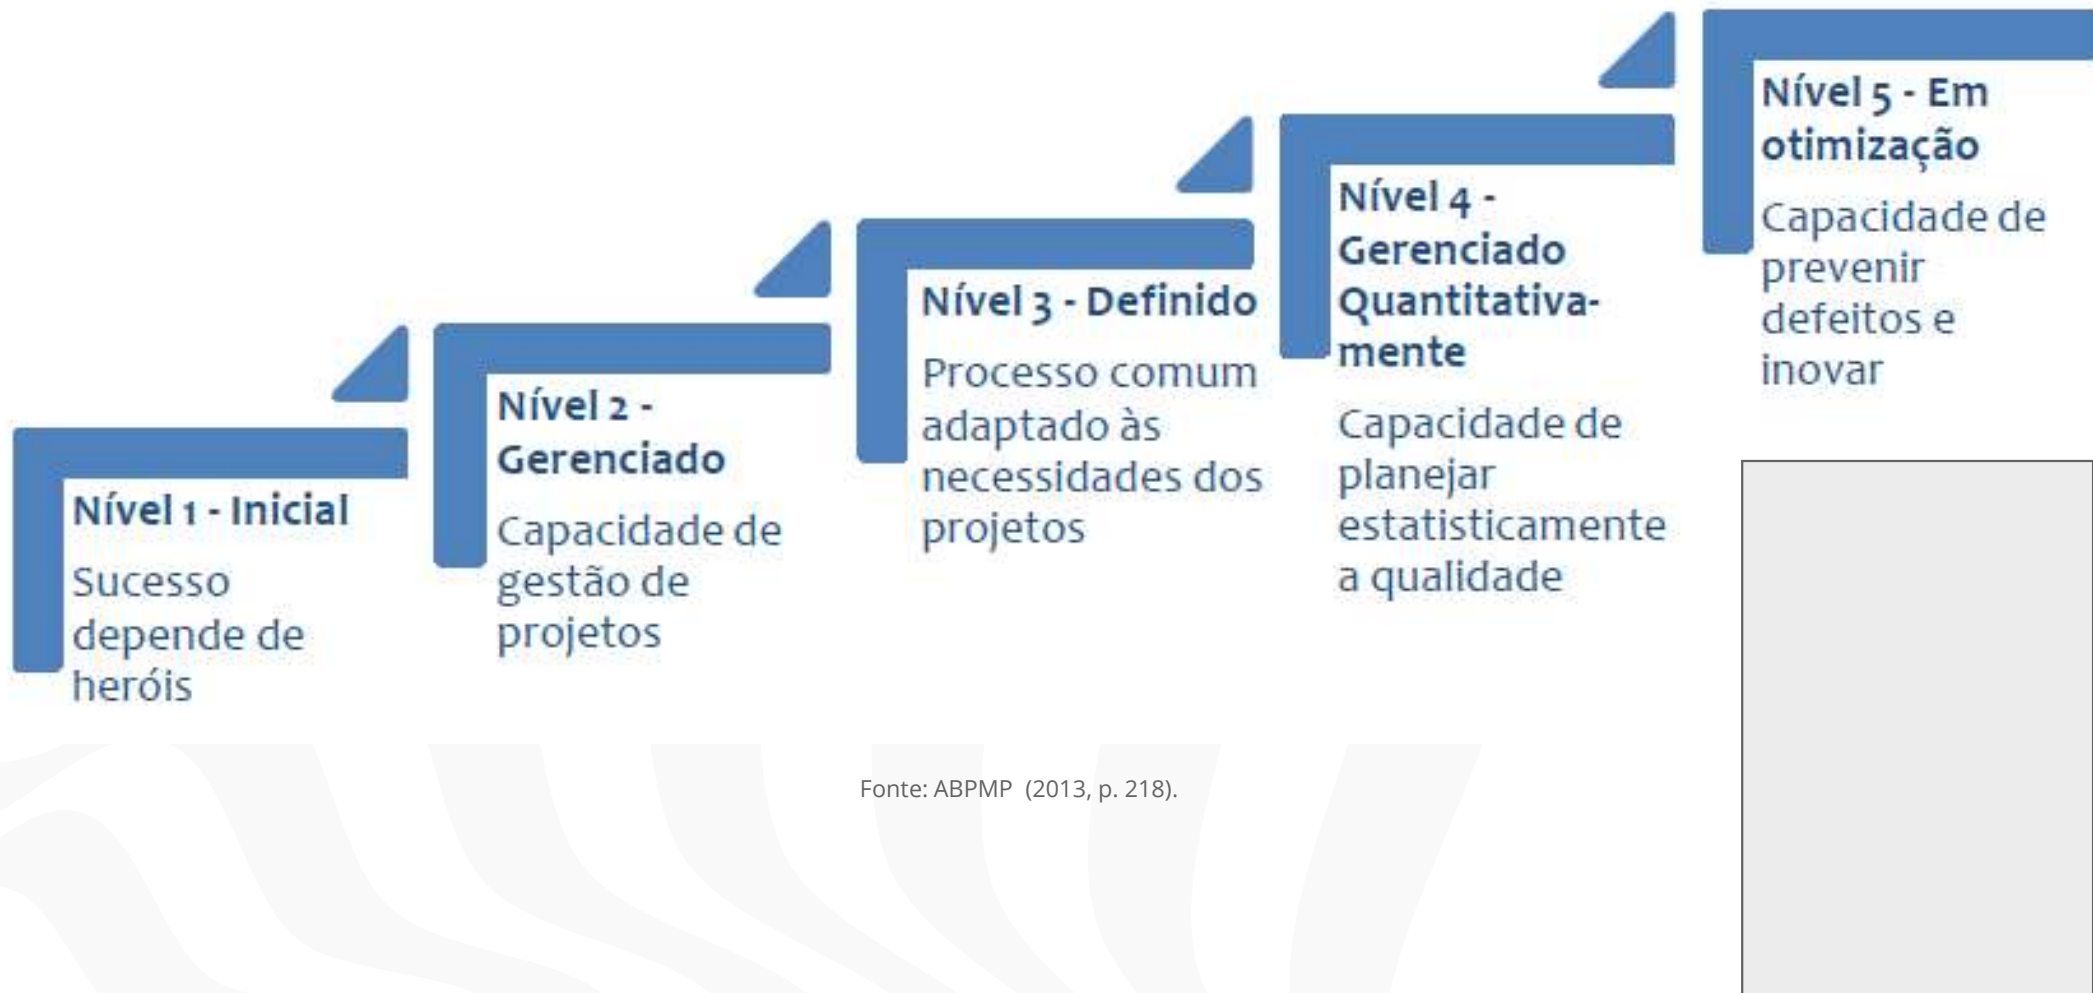 Nível 1 - Inicial
Sucesso
depende de
heróis
Nível 2 -
Gerenciado
Capacidade de
gestão de
projetos
Nível 3 - Definido
Processo comum
adaptado às
necessidades dos
projetos
Nível 4 -
Gerenciado
Quantitativa-
mente
Capacidade de
planejar
estatisticamente
a qualidade
Nível 5 - Em
otimização
Capacidade de
prevenir
defeitos e
inovar
Fonte: ABPMP (2013, p. 218).